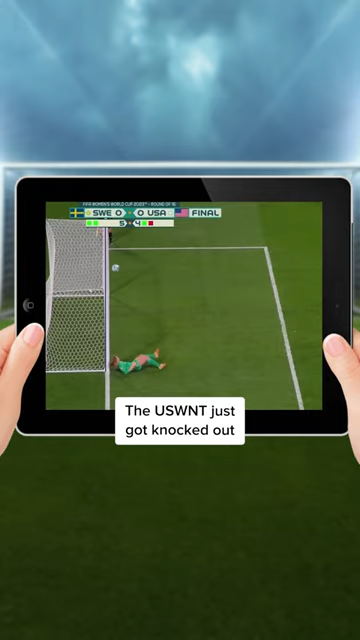 FIFA WOMEN'S WORLD CUP 2023™ - ROUND OF 16
SWE 0 0 USA FINAL
5 4
The USWNT just
got knocked out